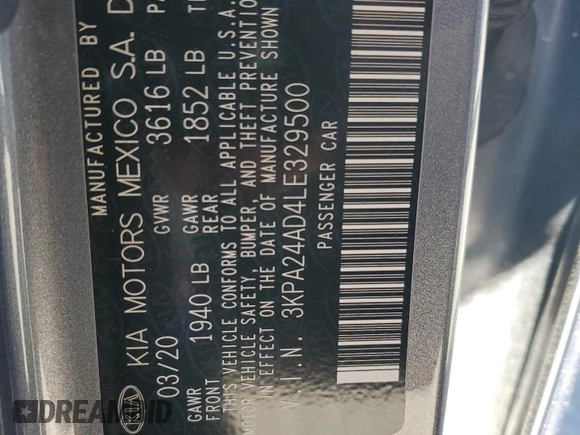 MANUFACTURED BY
KIA KIA MOTORS MEXICO S.A. D
03/20 GVWR 3616 LB
GAWR FRONT 1940 LB GAWR REAR 1852 LB
THIS VEHICLE CONFORMS TO ALL APPLICABLE U.S.A.
MOTOR VEHICLE SAFETY, BUMPER, AND THEFT PREVENTION
IN EFFECT ON THE DATE OF MANUFACTURE SHOWN
V.I.N. 3KPA24AD4LE329500
PASSENGER CAR
DREAMBID